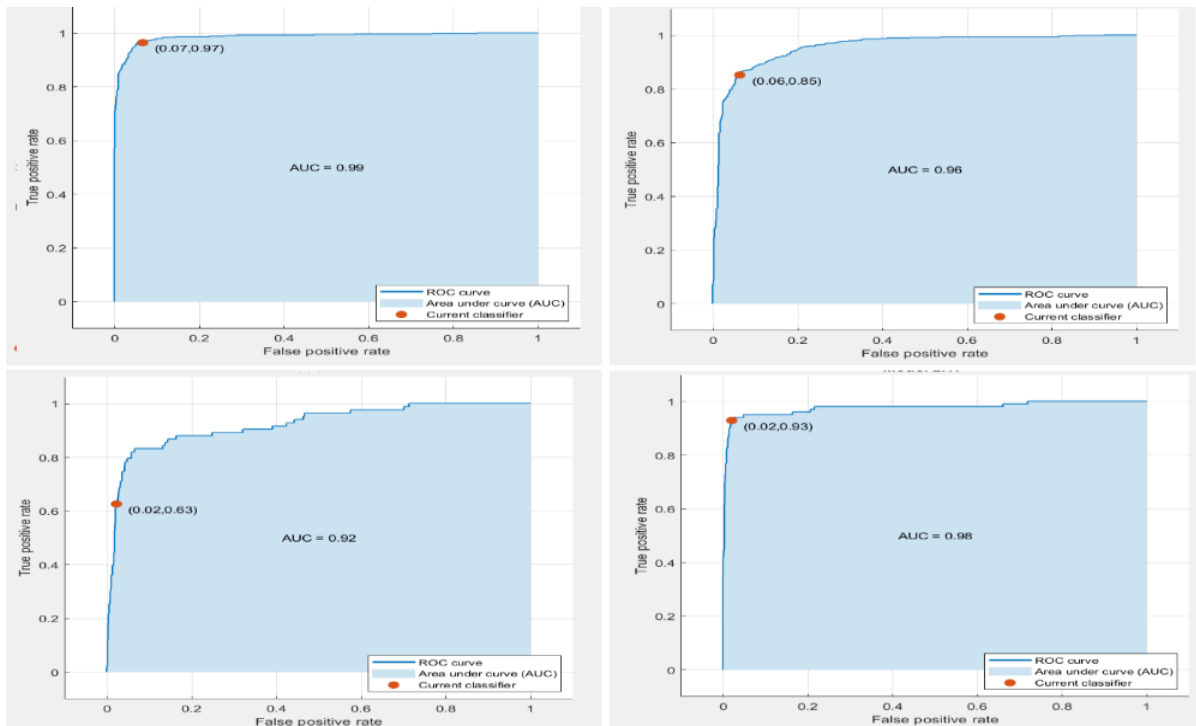 1
0.8
0.6
0.4
0.2
0
True positive rate
(0.07,0.97)
AUC = 0.99
ROC curve
Area under curve (AUC)
Current classifier
0 0.2 0.4 0.6 0.8 1
False positive rate
1
0.8
0.6
0.4
0.2
0
True positive rate
(0.06,0.85)
AUC = 0.96
ROC curve
Area under curve (AUC)
Current classifier
0 0.2 0.4 0.6 0.8 1
False positive rate
1
0.8
0.6
0.4
0.2
0
True positive rate
(0.02,0.63)
AUC = 0.92
ROC curve
Area under curve (AUC)
Current classifier
0 0.2 0.4 0.6 0.8 1
False positive rate
1
0.8
0.6
0.4
0.2
0
True positive rate
(0.02,0.93)
AUC = 0.98
ROC curve
Area under curve (AUC)
Current classifier
0 0.2 0.4 0.6 0.8 1
False positive rate